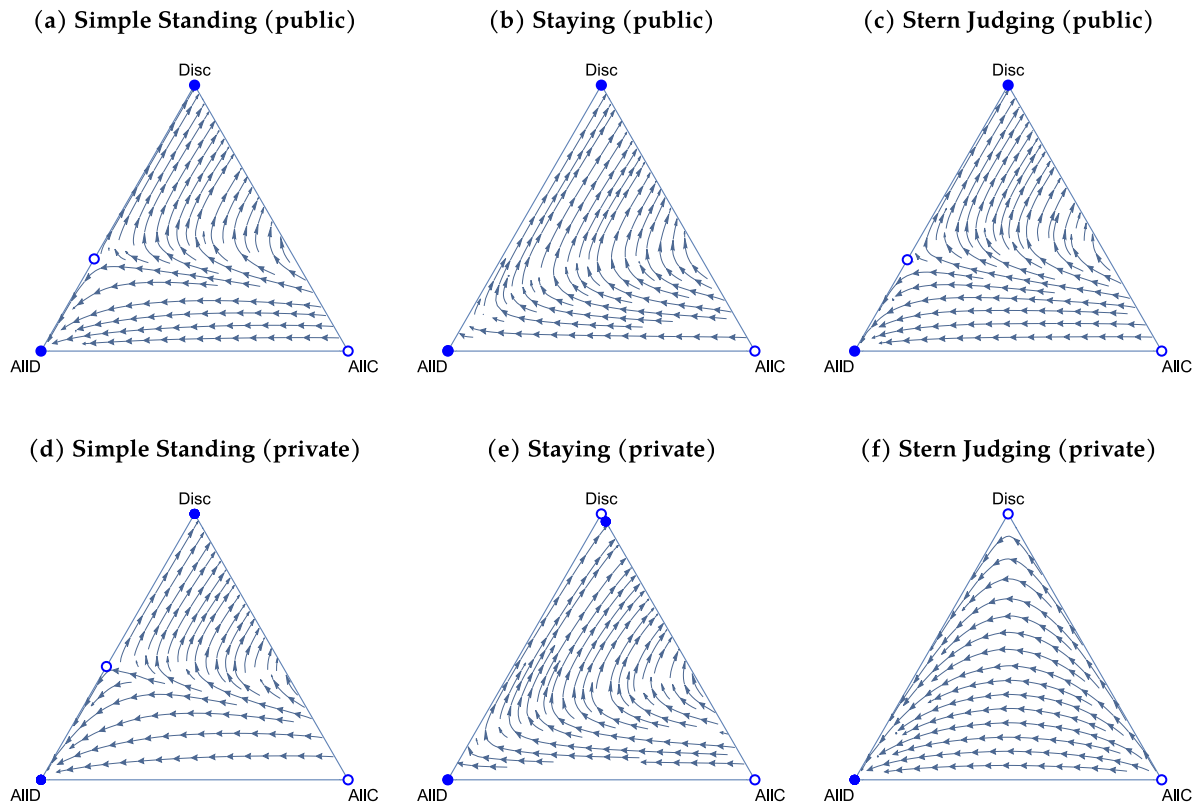 (a) Simple Standing (public)
(b) Staying (public)
(c) Stern Judging (public)
Disc
Disc
Disc
AllD
AllC
AllD
AllC
AllD
AllC
(d) Simple Standing (private)
(e) Staying (private)
(f) Stern Judging (private)
Disc
Disc
Disc
AllD
AllC
AllD
AllC
AllD
AllC